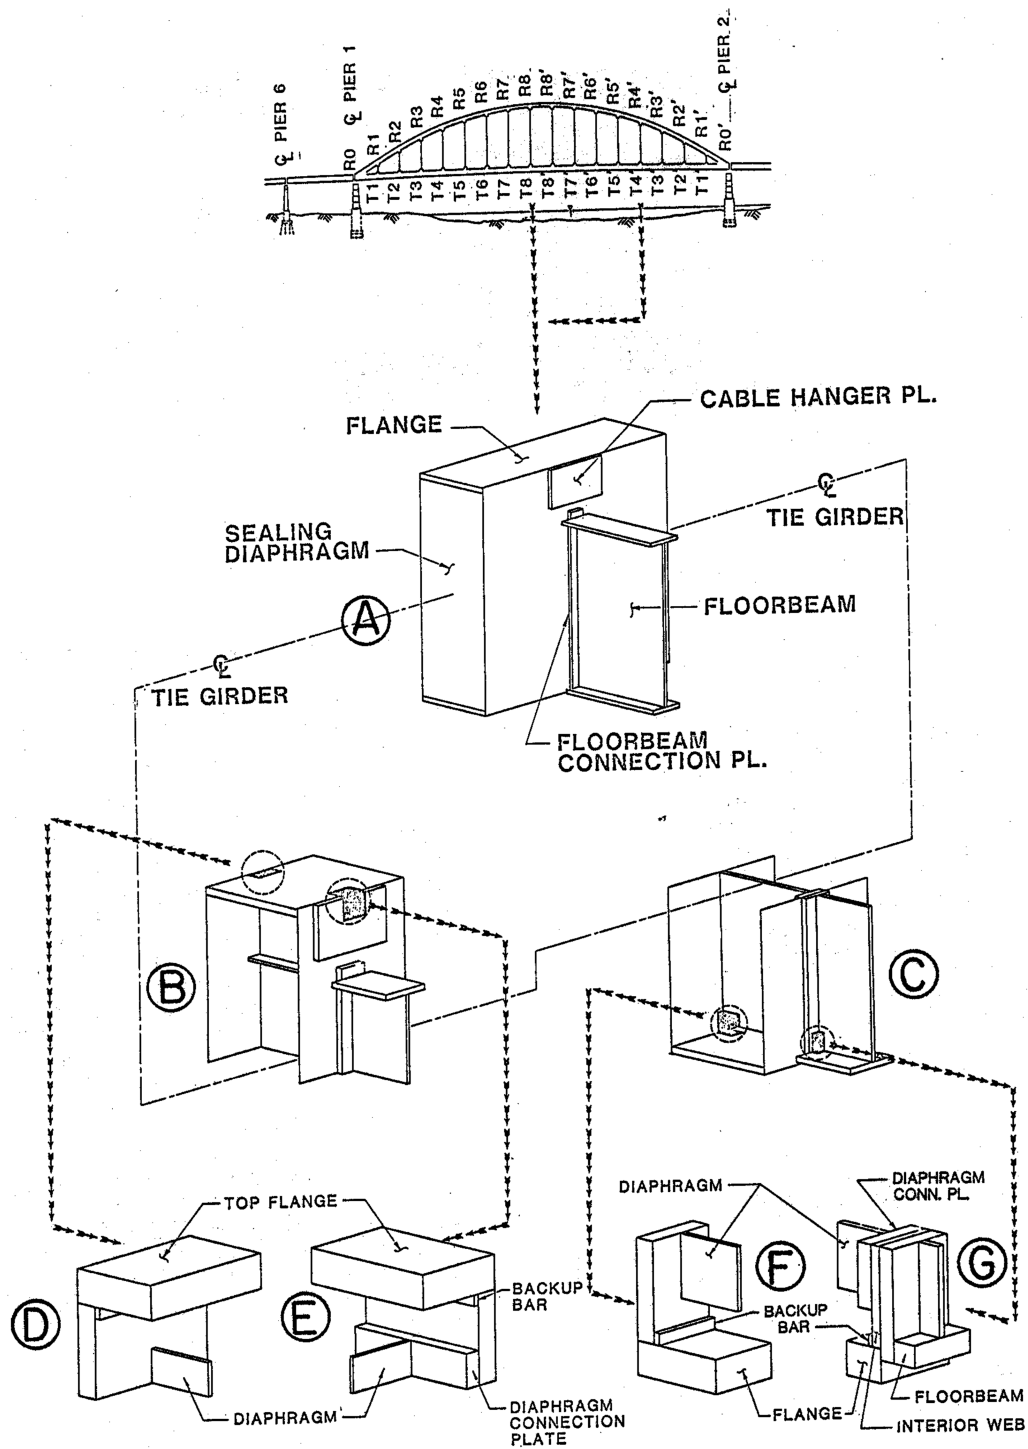 ℄ PIER 6
R0
℄ PIER 1
R1
R2
R3
R4
R5
R6
R7
R8
R8'
R7'
R6'
R5'
R4'
R3'
R2'
R1'
R0'
℄ PIER 2
T1
T2
T3
T4
T5
T6
T7
T8
T8'
T7'
T6'
T5'
T4'
T3'
T2'
T1'
CABLE HANGER PL.
FLANGE
℄
TIE GIRDER
SEALING
DIAPHRAGM
A
FLOORBEAM
℄
TIE GIRDER
FLOORBEAM
CONNECTION PL.
B
C
TOP FLANGE
DIAPHRAGM
DIAPHRAGM
CONN. PL.
D
E
F
G
BACKUP
BAR
BACKUP
BAR
DIAPHRAGM
DIAPHRAGM
CONNECTION
PLATE
FLANGE
FLOORBEAM
INTERIOR WEB